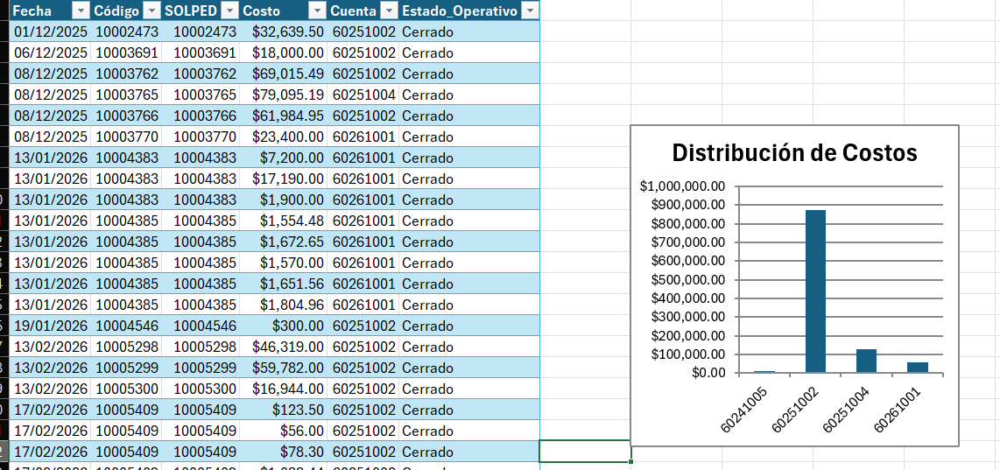 Fecha Código SOLPED Costo Cuenta Estado_Operativo
01/12/2025 10002473 10002473 $32,639.50 60251002 Cerrado
06/12/2025 10003691 10003691 $18,000.00 60251002 Cerrado
08/12/2025 10003762 10003762 $69,015.49 60251002 Cerrado
08/12/2025 10003765 10003765 $79,095.19 60251004 Cerrado
08/12/2025 10003766 10003766 $61,984.95 60251002 Cerrado
08/12/2025 10003770 10003770 $23,400.00 60261001 Cerrado
13/01/2026 10004383 10004383 $7,200.00 60261001 Cerrado
13/01/2026 10004383 10004383 $17,190.00 60261001 Cerrado
13/01/2026 10004383 10004383 $1,900.00 60261001 Cerrado
13/01/2026 10004385 10004385 $1,554.48 60261001 Cerrado
13/01/2026 10004385 10004385 $1,672.65 60261001 Cerrado
13/01/2026 10004385 10004385 $1,570.00 60261001 Cerrado
13/01/2026 10004385 10004385 $1,651.56 60261001 Cerrado
13/01/2026 10004385 10004385 $1,804.96 60261001 Cerrado
19/01/2026 10004546 10004546 $300.00 60251002 Cerrado
13/02/2026 10005298 10005298 $46,319.00 60251002 Cerrado
13/02/2026 10005299 10005299 $59,782.00 60251002 Cerrado
13/02/2026 10005300 10005300 $16,944.00 60251002 Cerrado
17/02/2026 10005409 10005409 $123.50 60251002 Cerrado
17/02/2026 10005409 10005409 $56.00 60251002 Cerrado
17/02/2026 10005409 10005409 $78.30 60251002 Cerrado
Distribución de Costos
$1,000,000.00
$900,000.00
$800,000.00
$700,000.00
$600,000.00
$500,000.00
$400,000.00
$300,000.00
$200,000.00
$100,000.00
$0.00
60241005
60251002
60251004
60261001